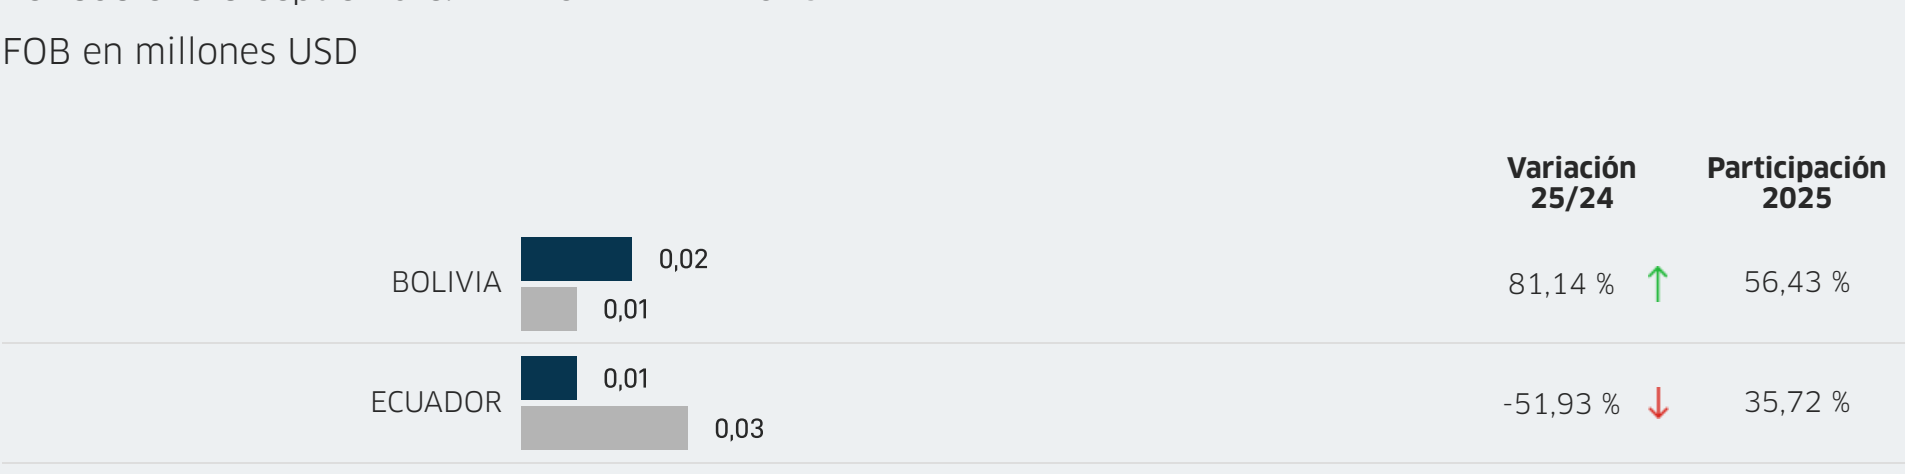 FOB en millones USD
Variación Participación
25/24 2025
0,02
BOLIVIA 81,14 % 56,43 %
0,01
0,01
ECUADOR -51,93 % 35,72 %
0,03